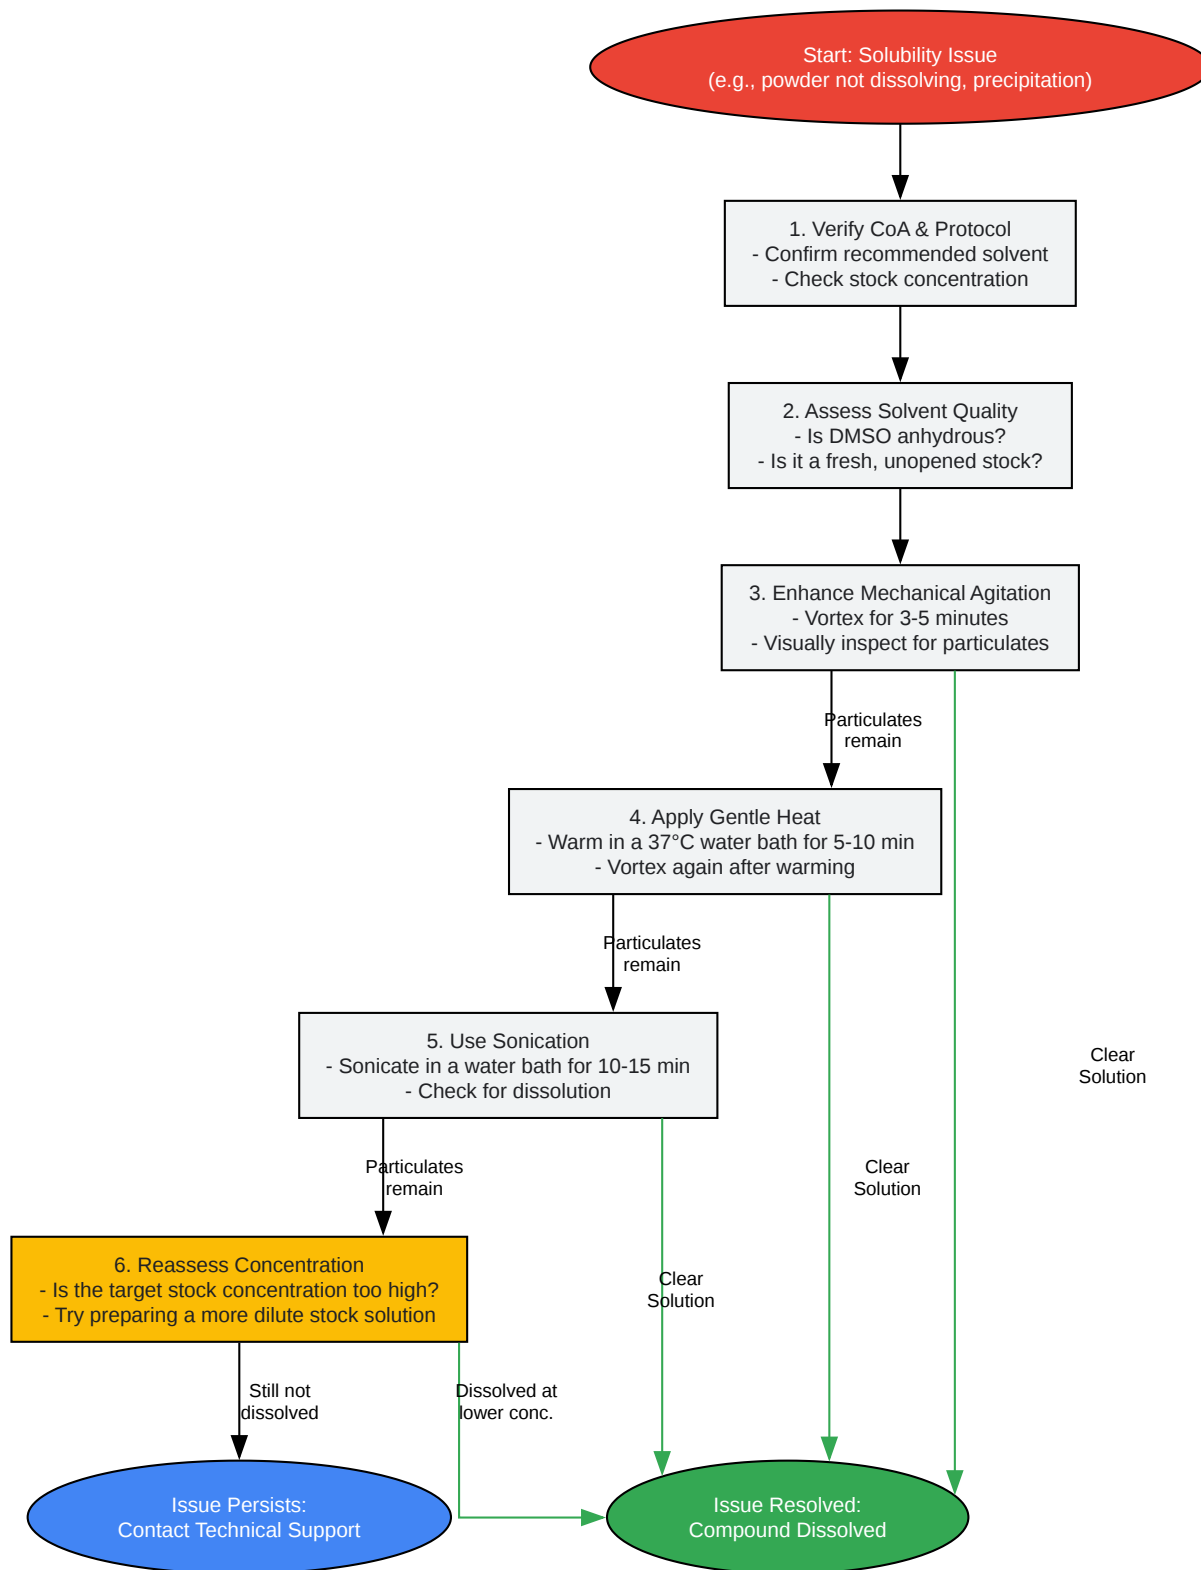 Start: Solubility Issue
(e.g., powder not dissolving, precipitation)
1. Verify CoA & Protocol
- Confirm recommended solvent
- Check stock concentration
2. Assess Solvent Quality
- Is DMSO anhydrous?
- Is it a fresh, unopened stock?
3. Enhance Mechanical Agitation
- Vortex for 3-5 minutes
- Visually inspect for particulates
Particulates
remain
4. Apply Gentle Heat
- Warm in a 37°C water bath for 5-10 min
- Vortex again after warming
Particulates
remain
5. Use Sonication
- Sonicate in a water bath for 10-15 min
- Check for dissolution
Clear
Solution
Particulates
remain
Clear
Solution
6. Reassess Concentration
- Is the target stock concentration too high?
- Try preparing a more dilute stock solution
Clear
Solution
Still not
dissolved
Dissolved at
lower conc.
Issue Persists:
Contact Technical Support
Issue Resolved:
Compound Dissolved